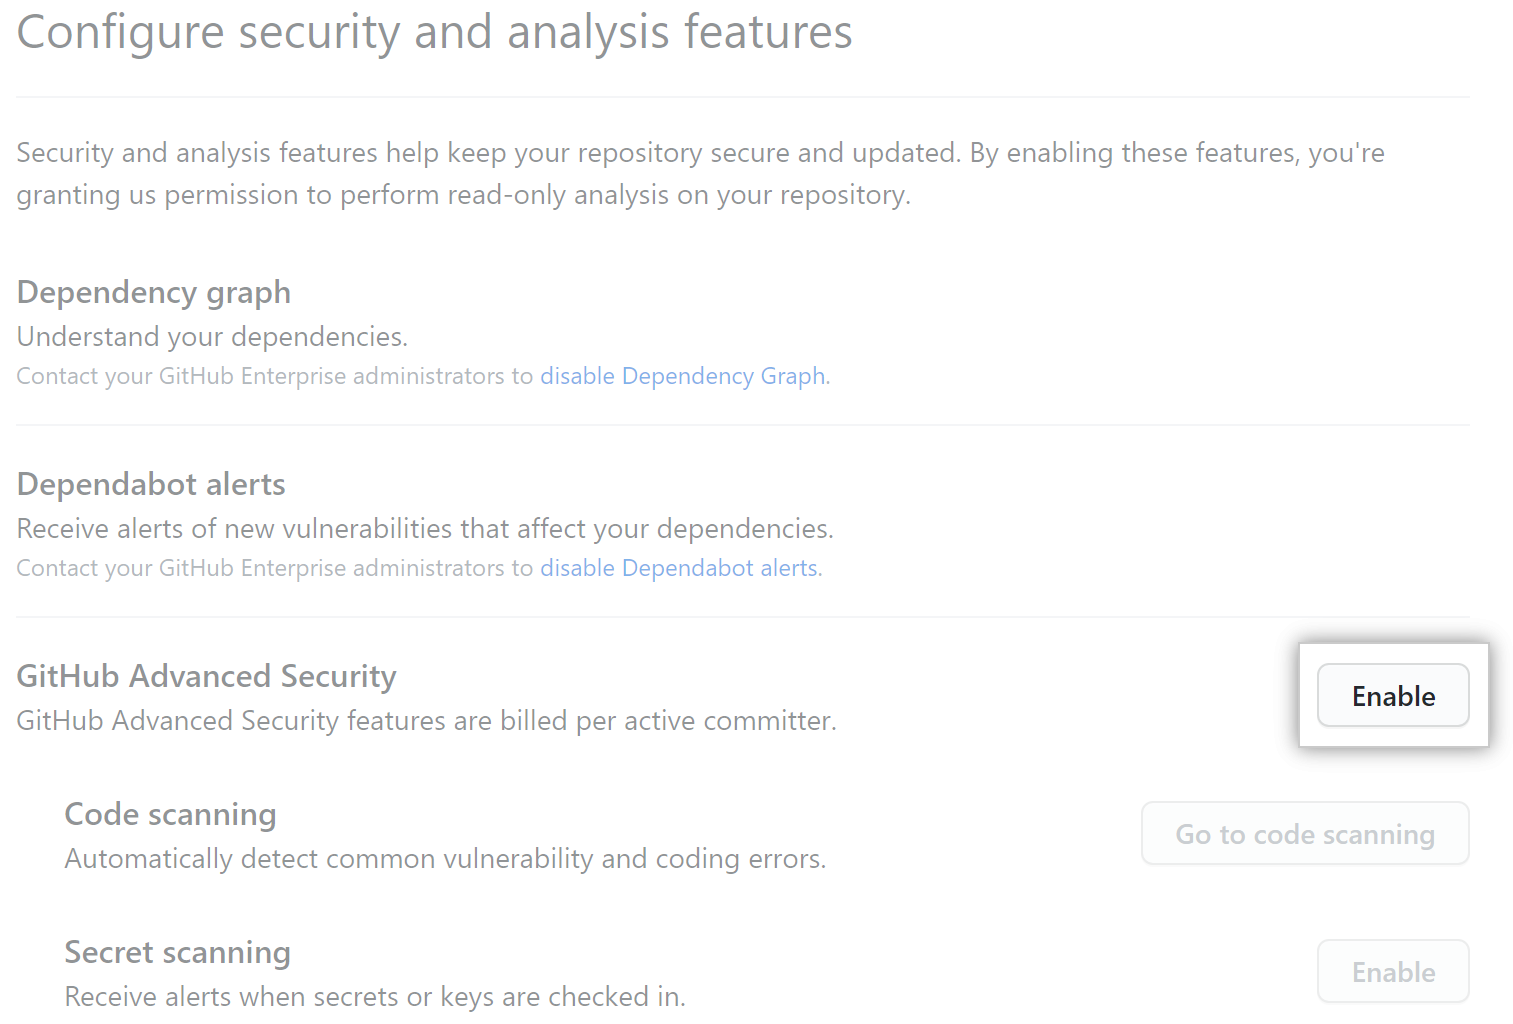 Configure security and analysis features
Security and analysis features help keep your repository secure and updated. By enabling these features, you're
granting us permission to perform read-only analysis on your repository.
Dependency graph
Understand your dependencies.
Contact your GitHub Enterprise administrators to disable Dependency Graph.
Dependabot alerts
Receive alerts of new vulnerabilities that affect your dependencies.
Contact your GitHub Enterprise administrators to disable Dependabot alerts.
GitHub Advanced Security
Enable
GitHub Advanced Security features are billed per active committer.
Code scanning
Go to code scanning
Automatically detect common vulnerability and coding errors.
Secret scanning
Enable
Receive alerts when secrets or keys are checked in.